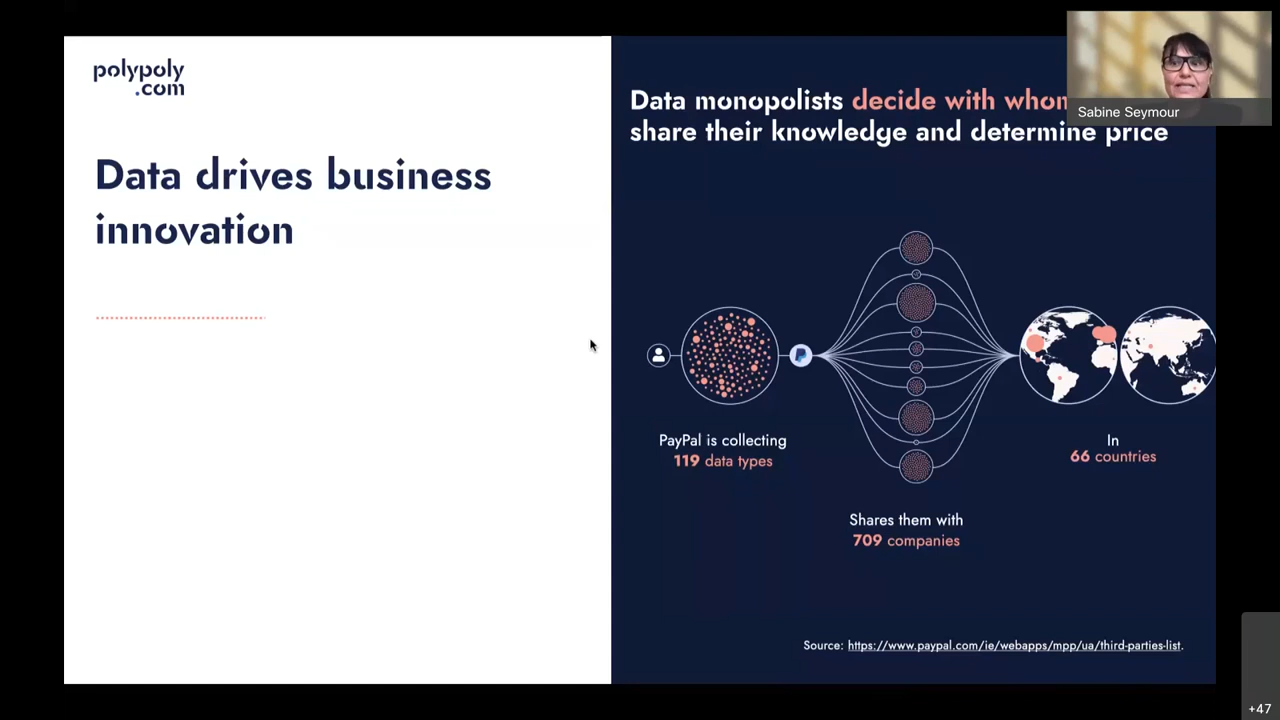 polypoly
.com
Data drives business
innovation
Data monopolists decide with whom
share their knowledge and determine price
Sabine Seymour
PayPal is collecting
119 data types
Shares them with
709 companies
In
66 countries
Source: https://www.paypal.com/ie/webapps/mpp/ua/third-parties-list.
+47